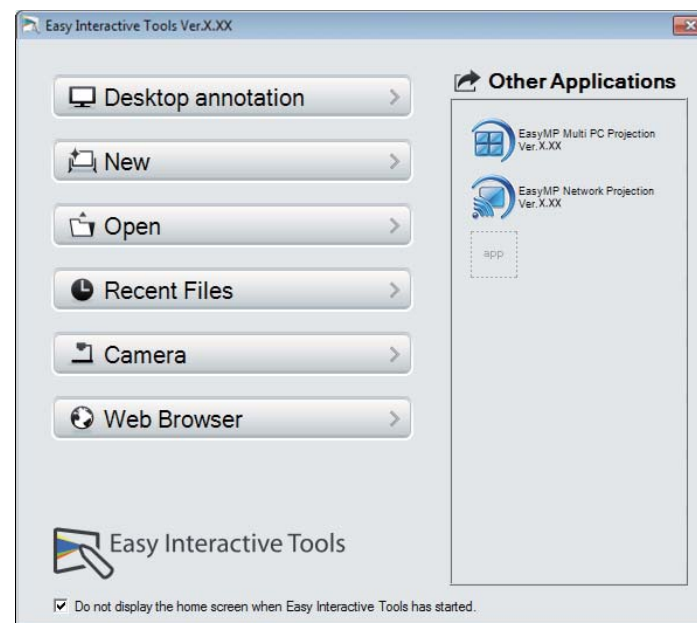 Easy Interactive Tools Ver.X.XX
Desktop annotation
New
Open
Recent Files
Camera
Web Browser
Other Applications
EasyMP Multi PC Projection
Ver.X.XX
EasyMP Network Projection
Ver.X.XX
app
Easy Interactive Tools
Do not display the home screen when Easy Interactive Tools has started.